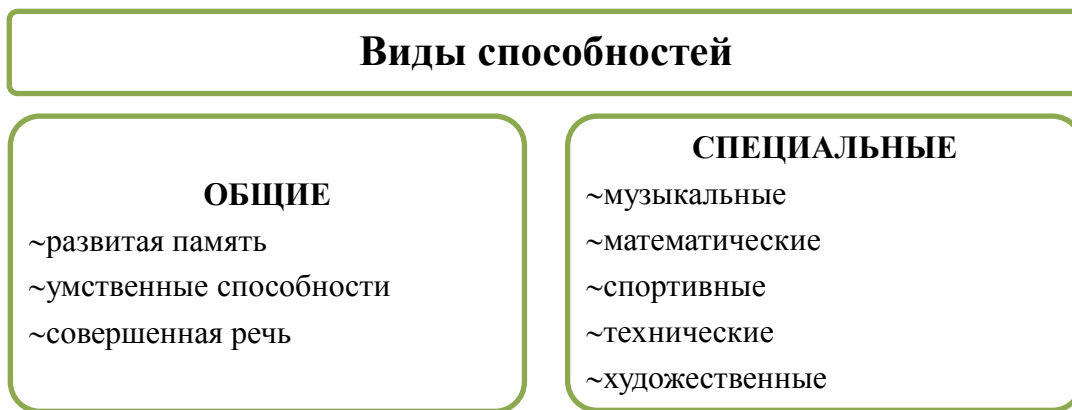 Виды способностей
ОБЩИЕ
~развитая память
~умственные способности
~совершенная речь
СПЕЦИАЛЬНЫЕ
~музыкальные
~математические
~спортивные
~технические
~художественные